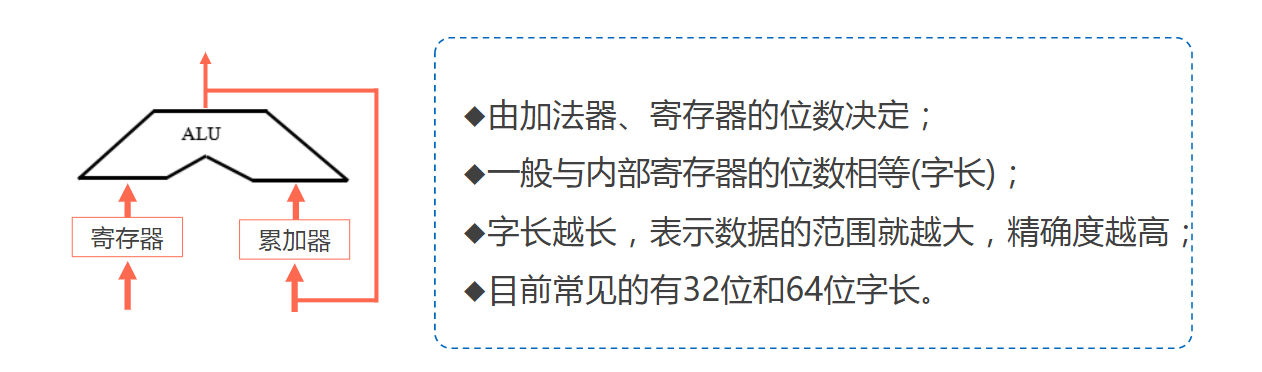 ALU
寄存器
累加器
◆由加法器、寄存器的位数决定；
◆一般与内部寄存器的位数相等(字长)；
◆字长越长，表示数据的范围就越大，精确度越高；
◆目前常见的有32位和64位字长。